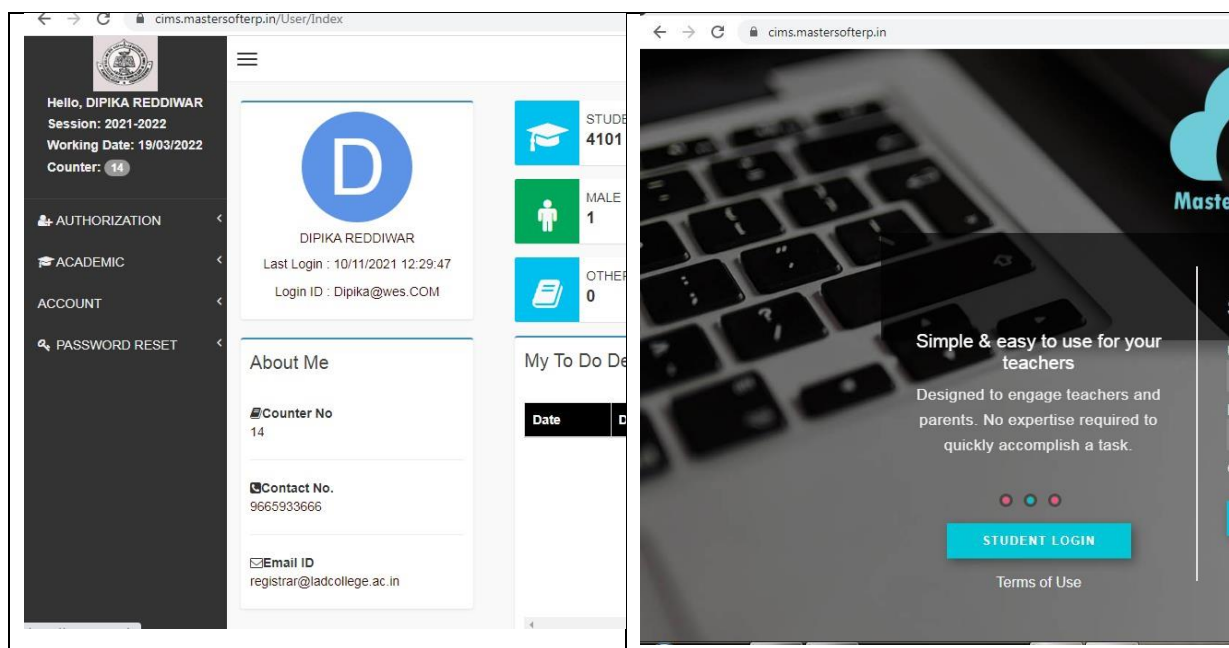 cims.mastersofterp.in/User/Index
Hello, DIPIKA REDDIWAR
Session: 2021-2022
Working Date: 19/03/2022
Counter: 14
AUTHORIZATION
ACADEMIC
ACCOUNT
PASSWORD RESET
D
DIPIKA REDDIWAR
Last Login : 10/11/2021 12:29:47
Login ID : Dipika@wes.COM
About Me
Counter No
14
Contact No.
9665933666
Email ID
registrar@ladcollege.ac.in
STUDE
4101
MALE
1
OTHER
0
My To Do De
Date D
cims.mastersofterp.in
Maste
Simple & easy to use for your
teachers
Designed to engage teachers and
parents. No expertise required to
quickly accomplish a task.
STUDENT LOGIN
Terms of Use